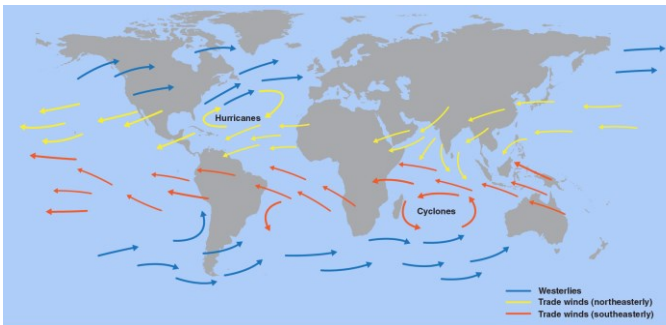 Hurricanes
Cyclones
Westerlies
Trade winds (northeasterly)
Trade winds (southeasterly)